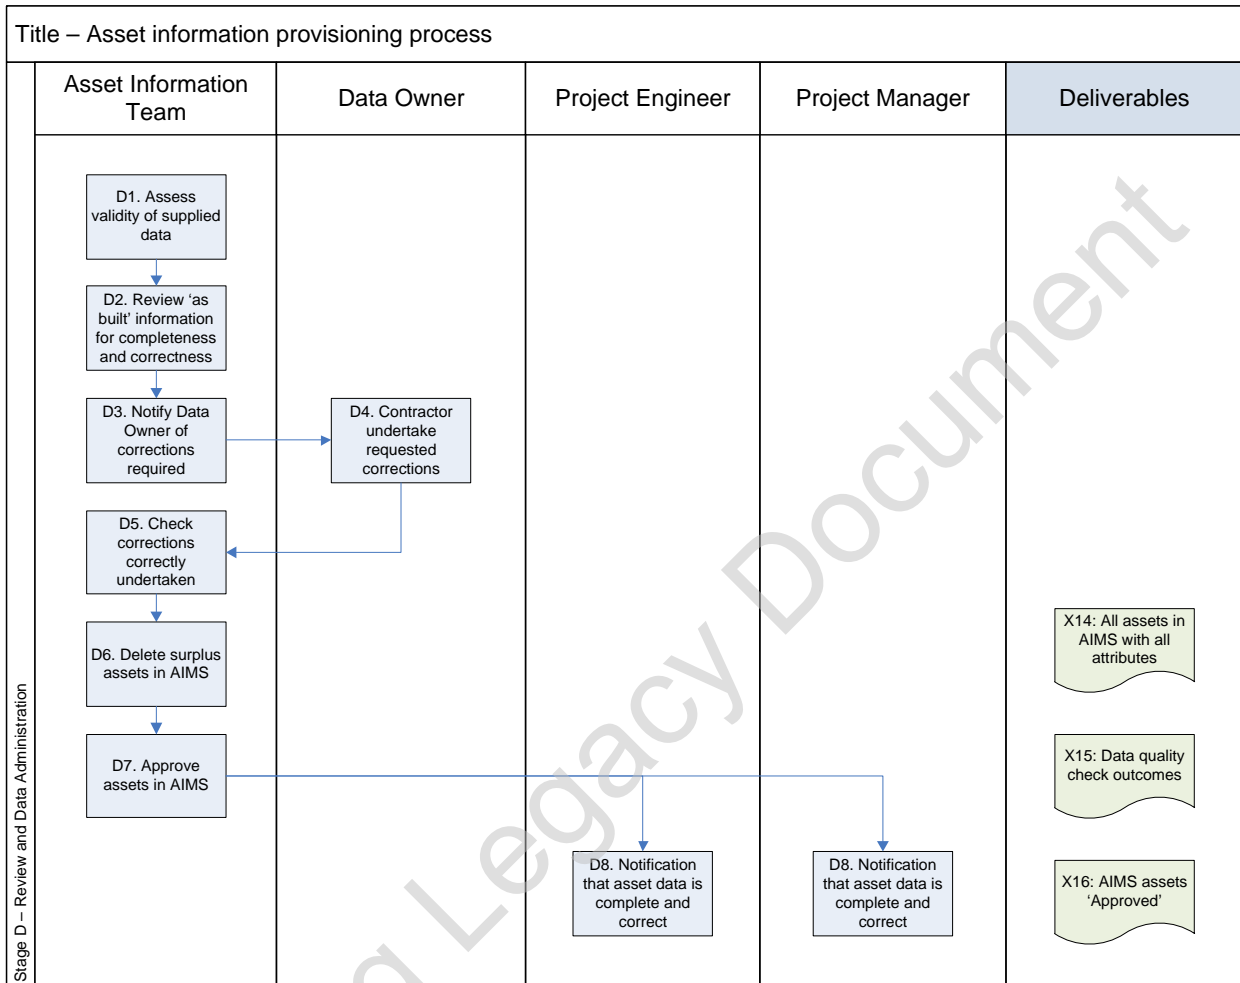 Title – Asset information provisioning process
Asset Information
Team
Data Owner
Project Engineer
Project Manager
Deliverables
Stage D – Review and Data Administration
D1. Assess
validity of supplied
data
D2. Review ‘as
built’ information
for completeness
and correctness
D3. Notify Data
Owner of
corrections
required
D4. Contractor
undertake
requested
corrections
D5. Check
corrections
correctly
undertaken
D6. Delete surplus
assets in AIMS
X14: All assets in
AIMS with all
attributes
D7. Approve
assets in AIMS
X15: Data quality
check outcomes
D8. Notification
that asset data is
complete and
correct
D8. Notification
that asset data is
complete and
correct
X16: AIMS assets
‘Approved’
g Legacy Document